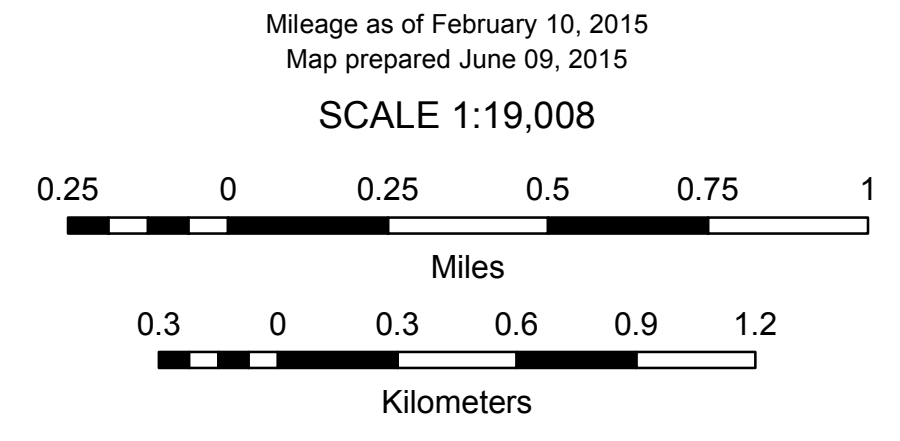 Mileage as of February 10, 2015
Map prepared June 09, 2015
SCALE 1:19,008
0.25 0 0.25 0.5 0.75 1
Miles
0.3 0 0.3 0.6 0.9 1.2
Kilometers